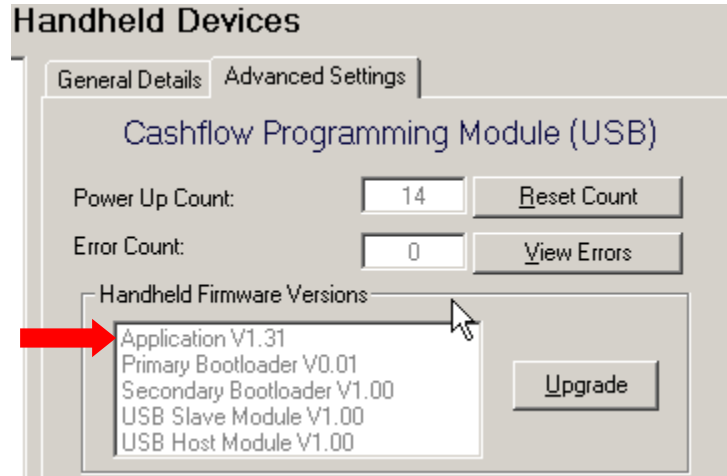 Handheld Devices
General Details Advanced Settings
Cashflow Programming Module (USB)
Power Up Count: 14 Reset Count
Error Count: 0 View Errors
Handheld Firmware Versions
Application V1.31
Primary Bootloader V0.01
Secondary Bootloader V1.00
Upgrade
USB Slave Module V1.00
USB Host Module V1.00